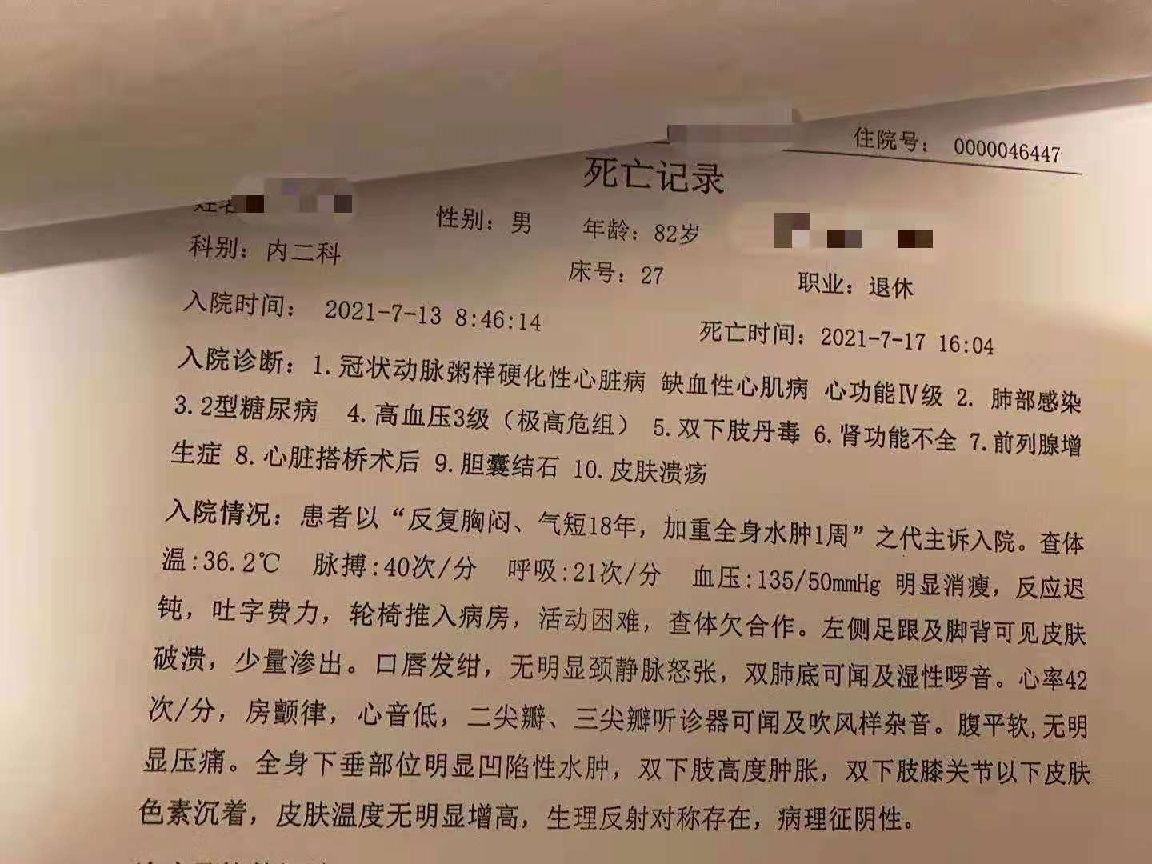 住院号： 0000046447
死亡记录
性别：男 年龄：82岁
科别：内二科 床号：27 职业：退休
入院时间： 2021-7-13 8:46:14 死亡时间：2021-7-17 16:04
入院诊断：1.冠状动脉粥样硬化性心脏病 缺血性心肌病 心功能Ⅳ级 2. 肺部感染
3.2型糖尿病 4.高血压3级（极高危组） 5.双下肢丹毒 6.肾功能不全 7.前列腺增
生症 8.心脏搭桥术后 9.胆囊结石 10.皮肤溃疡
入院情况：患者以“反复胸闷、气短18年，加重全身水肿1周”之代主诉入院。查体
温:36.2℃ 脉搏:40次/分 呼吸:21次/分 血压:135/50mmHg 明显消瘦，反应迟
钝，吐字费力，轮椅推入病房，活动困难，查体欠合作。左侧足跟及脚背可见皮肤
破溃，少量渗出。口唇发绀，无明显颈静脉怒张，双肺底可闻及湿性啰音。心率42
次/分，房颤律，心音低，二尖瓣、三尖瓣听诊器可闻及吹风样杂音。腹平软,无明
显压痛。全身下垂部位明显凹陷性水肿，双下肢高度肿胀，双下肢膝关节以下皮肤
色素沉着，皮肤温度无明显增高，生理反射对称存在，病理征阴性。